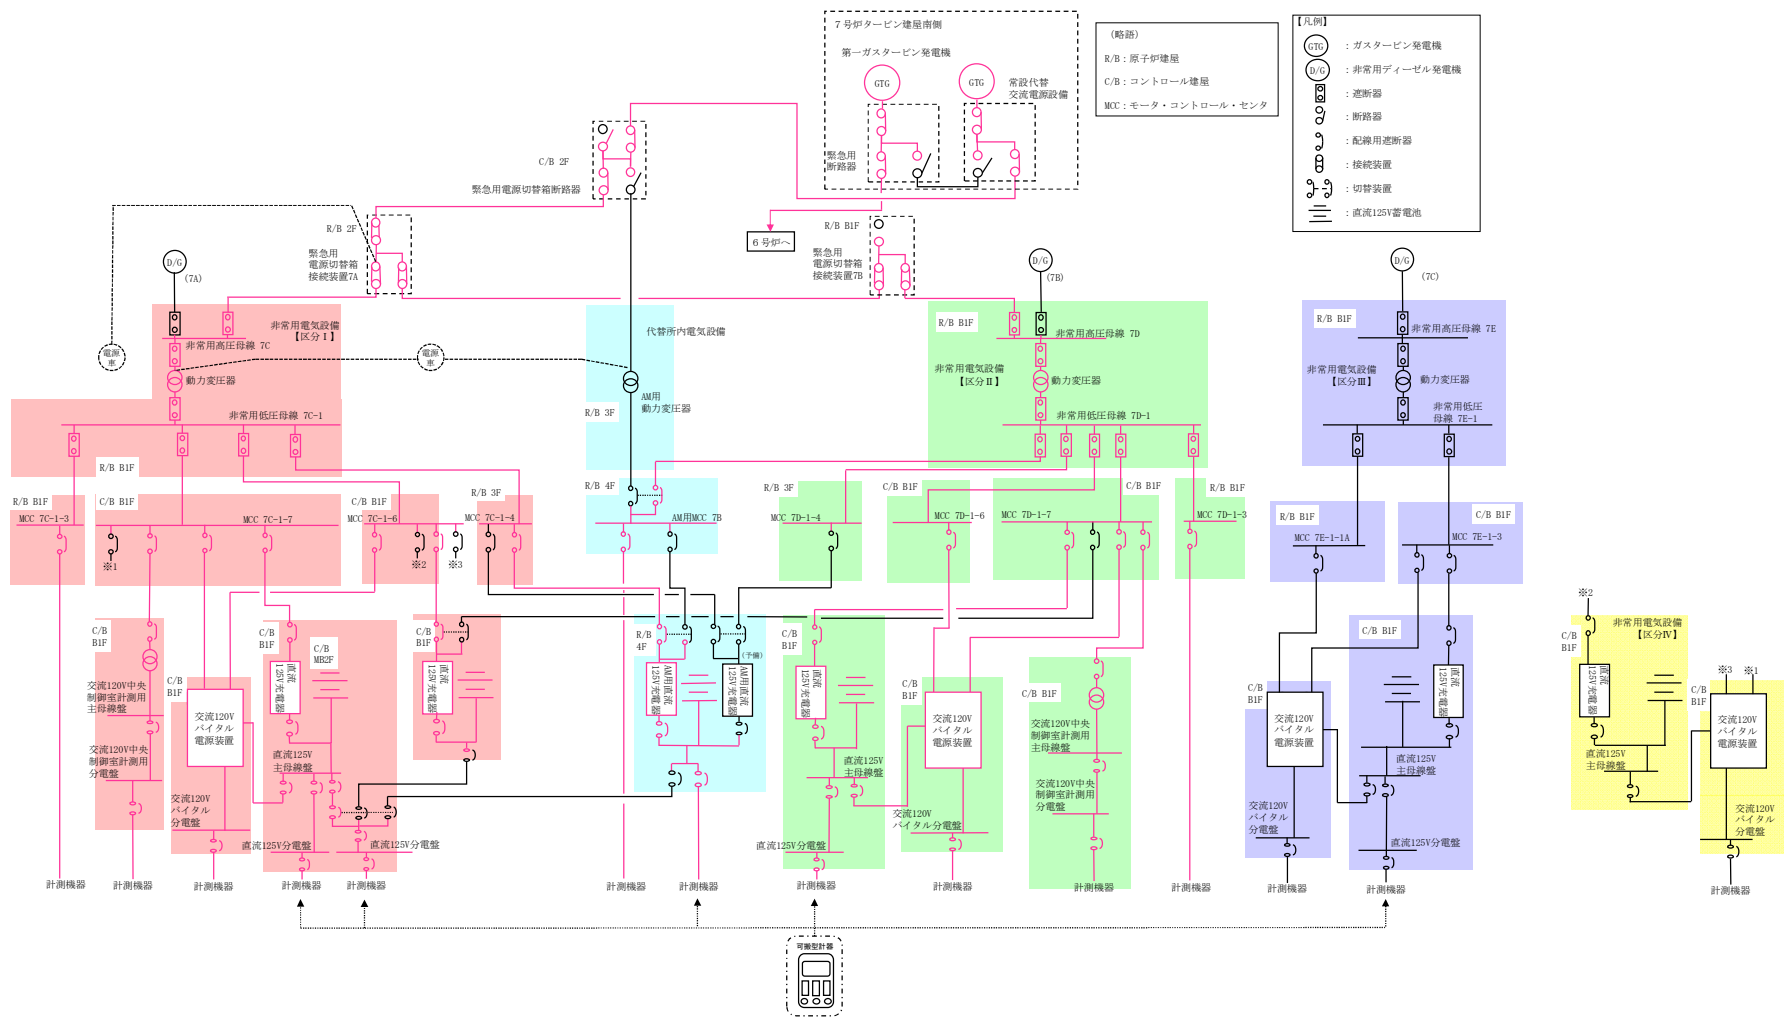 7号炉タービン建屋南側
第一ガスタービン発電機
GTG
GTG
常設代替
交流電源設備
緊急用
断路器
(略語)
R/B：原子炉建屋
C/B：コントロール建屋
MCC：モータ・コントロール・センタ
【凡例】
GTG
：ガスタービン発電機
D/G
：非常用ディーゼル発電機
：遮断器
：断路器
：配線用遮断器
：接続装置
：切替装置
：直流125V蓄電池
C/B 2F
緊急用電源切替箱断路器
R/B 2F
緊急用
電源切替箱
接続装置7A
6号炉へ
R/B B1F
緊急用
電源切替箱
接続装置7B
D/G
(7A)
D/G
(7B)
D/G
(7C)
電源
車
電源
車
非常用電気設備
【区分Ⅰ】
非常用高圧母線 7C
動力変圧器
非常用低圧母線 7C-1
R/B B1F
代替所内電気設備
AM用
動力変圧器
R/B 3F
R/B 4F
AM用MCC 7B
R/B B1F
非常用高圧母線 7D
非常用電気設備
【区分Ⅱ】
動力変圧器
非常用低圧母線 7D-1
R/B B1F
非常用高圧母線 7E
非常用電気設備
【区分Ⅲ】
動力変圧器
非常用低圧
母線 7E-1
R/B B1F
MCC 7C-1-3
C/B B1F
MCC 7C-1-7
※1
C/B B1F
MCC 7C-1-6
※2
※3
R/B 3F
MCC 7C-1-4
R/B 3F
MCC 7D-1-4
C/B B1F
MCC 7D-1-6
C/B B1F
MCC 7D-1-7
R/B B1F
MCC 7D-1-3
R/B B1F
MCC 7E-1-1A
C/B B1F
MCC 7E-1-3
C/B
B1F
交流120V中央
制御室計測用
主母線盤
交流120V中央
制御室計測用
分電盤
C/B
B1F
交流120V
バイタル
電源装置
交流120V
バイタル
分電盤
C/B
B1F
C/B
MB2F
直流
125V充電器
直流125V
主母線盤
直流125V分電盤
直流125V分電盤
C/B
B1F
直流
125V充電器
R/B
4F
AM用直流
125V充電器
(予備)
AM用直流
125V充電器
C/B
B1F
直流
125V充電器
直流125V
主母線盤
直流125V分電盤
C/B
B1F
交流120V
バイタル
電源装置
交流120V
バイタル分電盤
C/B B1F
交流120V中央
制御室計測用
主母線盤
交流120V中央
制御室計測用
分電盤
C/B
B1F
交流120V
バイタル
電源装置
交流120V
バイタル
分電盤
C/B B1F
直流
125V充電器
直流125V
主母線盤
直流125V分電盤
※2
C/B
B1F
非常用電気設備
【区分Ⅳ】
直流
125V充電器
直流125V
主母線盤
※3
※1
C/B
B1F
交流120V
バイタル
電源装置
交流120V
バイタル
分電盤
計測機器
計測機器
計測機器
計測機器
計測機器
計測機器
計測機器
計測機器
計測機器
計測機器
計測機器
計測機器
計測機器
計測機器
可搬型計器